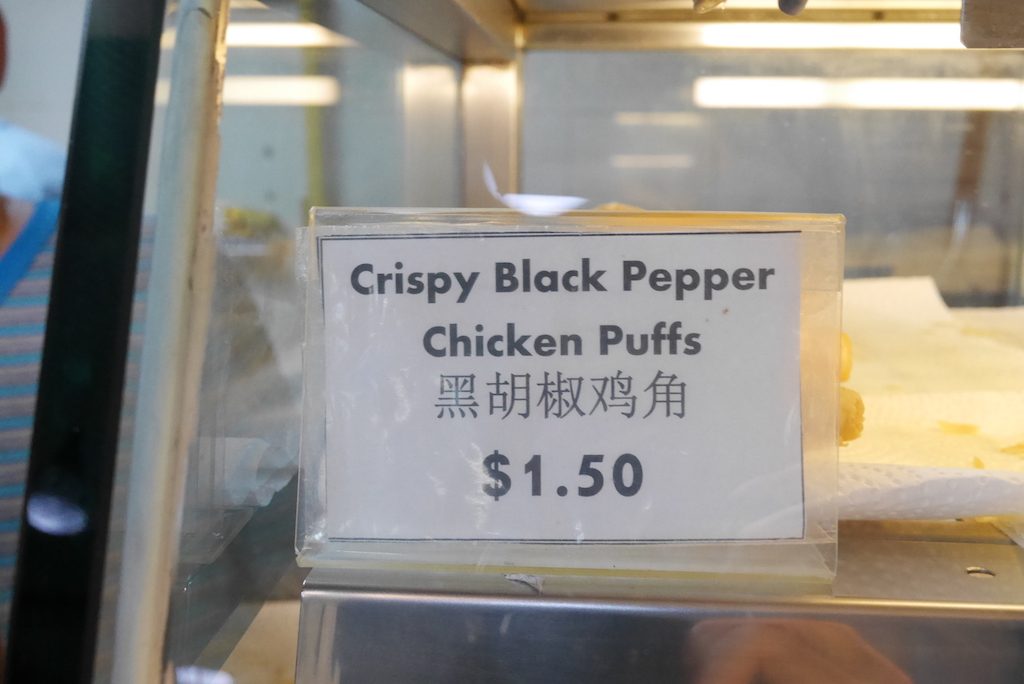 Crispy Black Pepper
Chicken Puffs
黑胡椒鸡角
$1.50